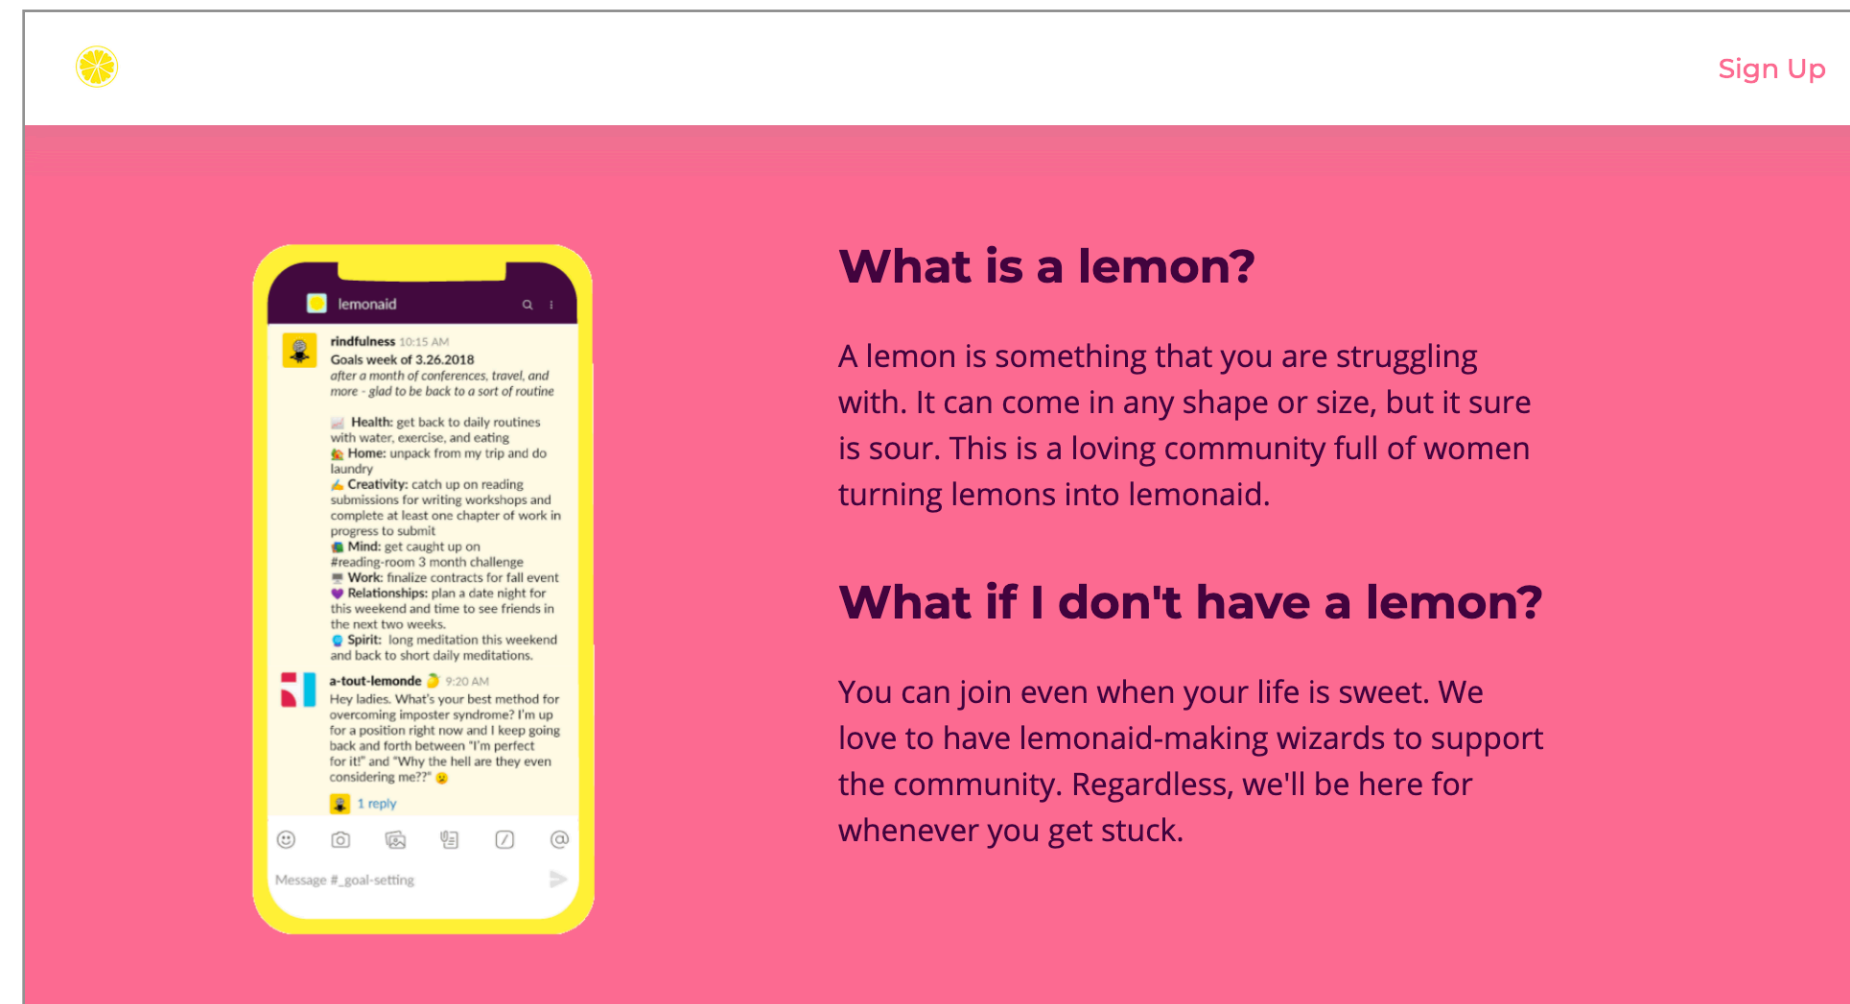 Sign Up
lemonaid
rindfulness 10:15 AM
Goals week of 3.26.2018
after a month of conferences, travel, and
more - glad to be back to a sort of routine
Health: get back to daily routines
with water, exercise, and eating
Home: unpack from my trip and do
laundry
Creativity: catch up on reading
submissions for writing workshops and
complete at least one chapter of work in
progress to submit
Mind: get caught up on
#reading-room 3 month challenge
Work: finalize contracts for fall event
Relationships: plan a date night for
this weekend and time to see friends in
the next two weeks.
Spirit: long meditation this weekend
and back to short daily meditations.
a-tout-lemonde 🍋 9:20 AM
Hey ladies. What's your best method for
overcoming imposter syndrome? I'm up
for a position right now and I keep going
back and forth between "I'm perfect
for it!" and "Why the hell are they even
considering me??"
1 reply
Message #_goal-setting
What is a lemon?
A lemon is something that you are struggling
with. It can come in any shape or size, but it sure
is sour. This is a loving community full of women
turning lemons into lemonaid.
What if I don't have a lemon?
You can join even when your life is sweet. We
love to have lemonaid-making wizards to support
the community. Regardless, we'll be here for
whenever you get stuck.